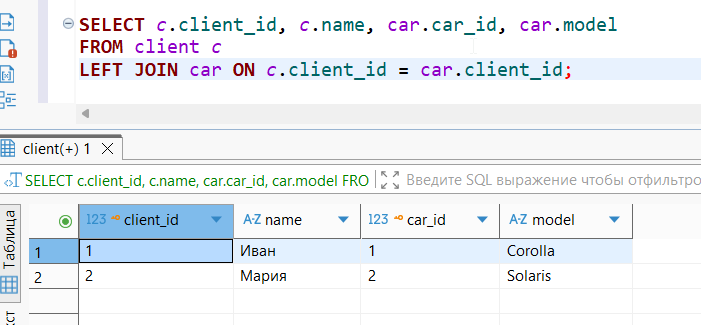 SELECT c.client_id, c.name, car.car_id, car.model
FROM client c
LEFT JOIN car ON c.client_id = car.client_id;
client(+) 1
SELECT c.client_id, c.name, car.car_id, car.model FRO Введите SQL выражение чтобы отфильтро
Таблица
123 client_id A-Z name 123 car_id A-Z model
1 1 Иван 1 Corolla
2 2 Мария 2 Solaris